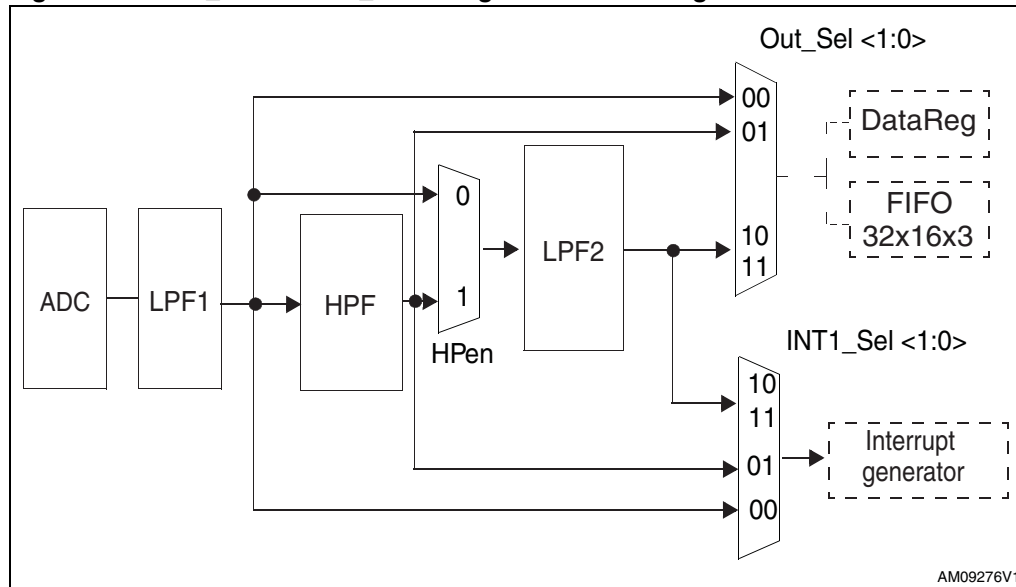 Out_Sel <1:0>
00
01
DataReg
0
FIFO
32x16x3
10
11
ADC
LPF1
HPF
1
LPF2
HPen
INT1_Sel <1:0>
10
11
Interrupt
generator
01
00
AM09276V1